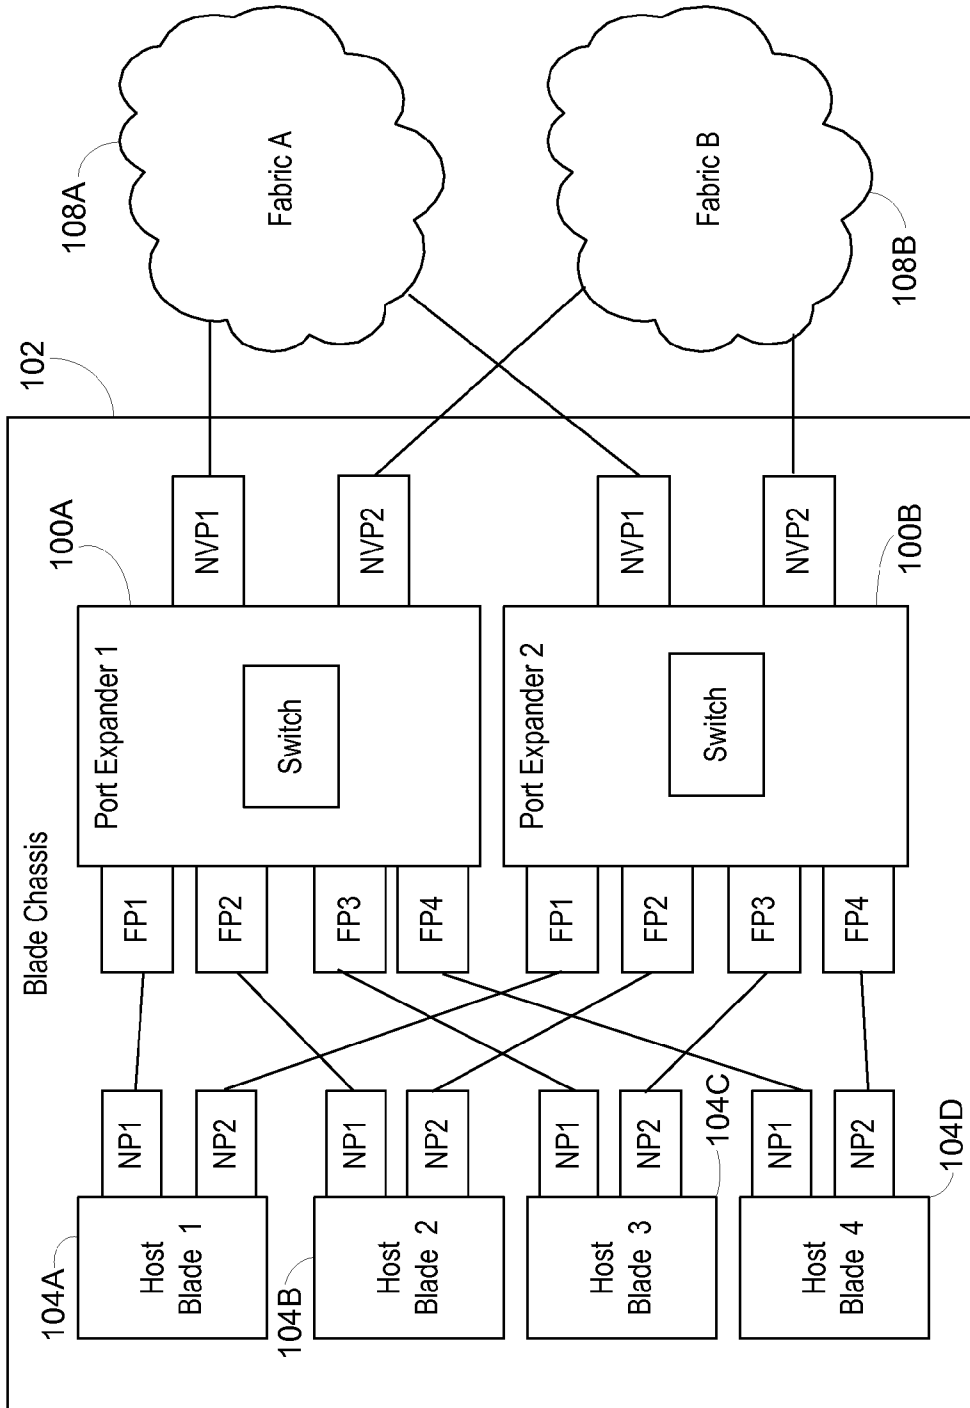 Blade Chassis
102
104A
Host
Blade 1
NP1
NP2
104B
Host
Blade 2
NP1
NP2
Host
Blade 3
NP1
NP2
104C
Host
Blade 4
NP1
NP2
104D
FP1
FP2
FP3
FP4
Port Expander 1
Switch
100A
NVP1
NVP2
FP1
FP2
FP3
FP4
Port Expander 2
Switch
100B
NVP1
NVP2
108A
Fabric A
Fabric B
108B